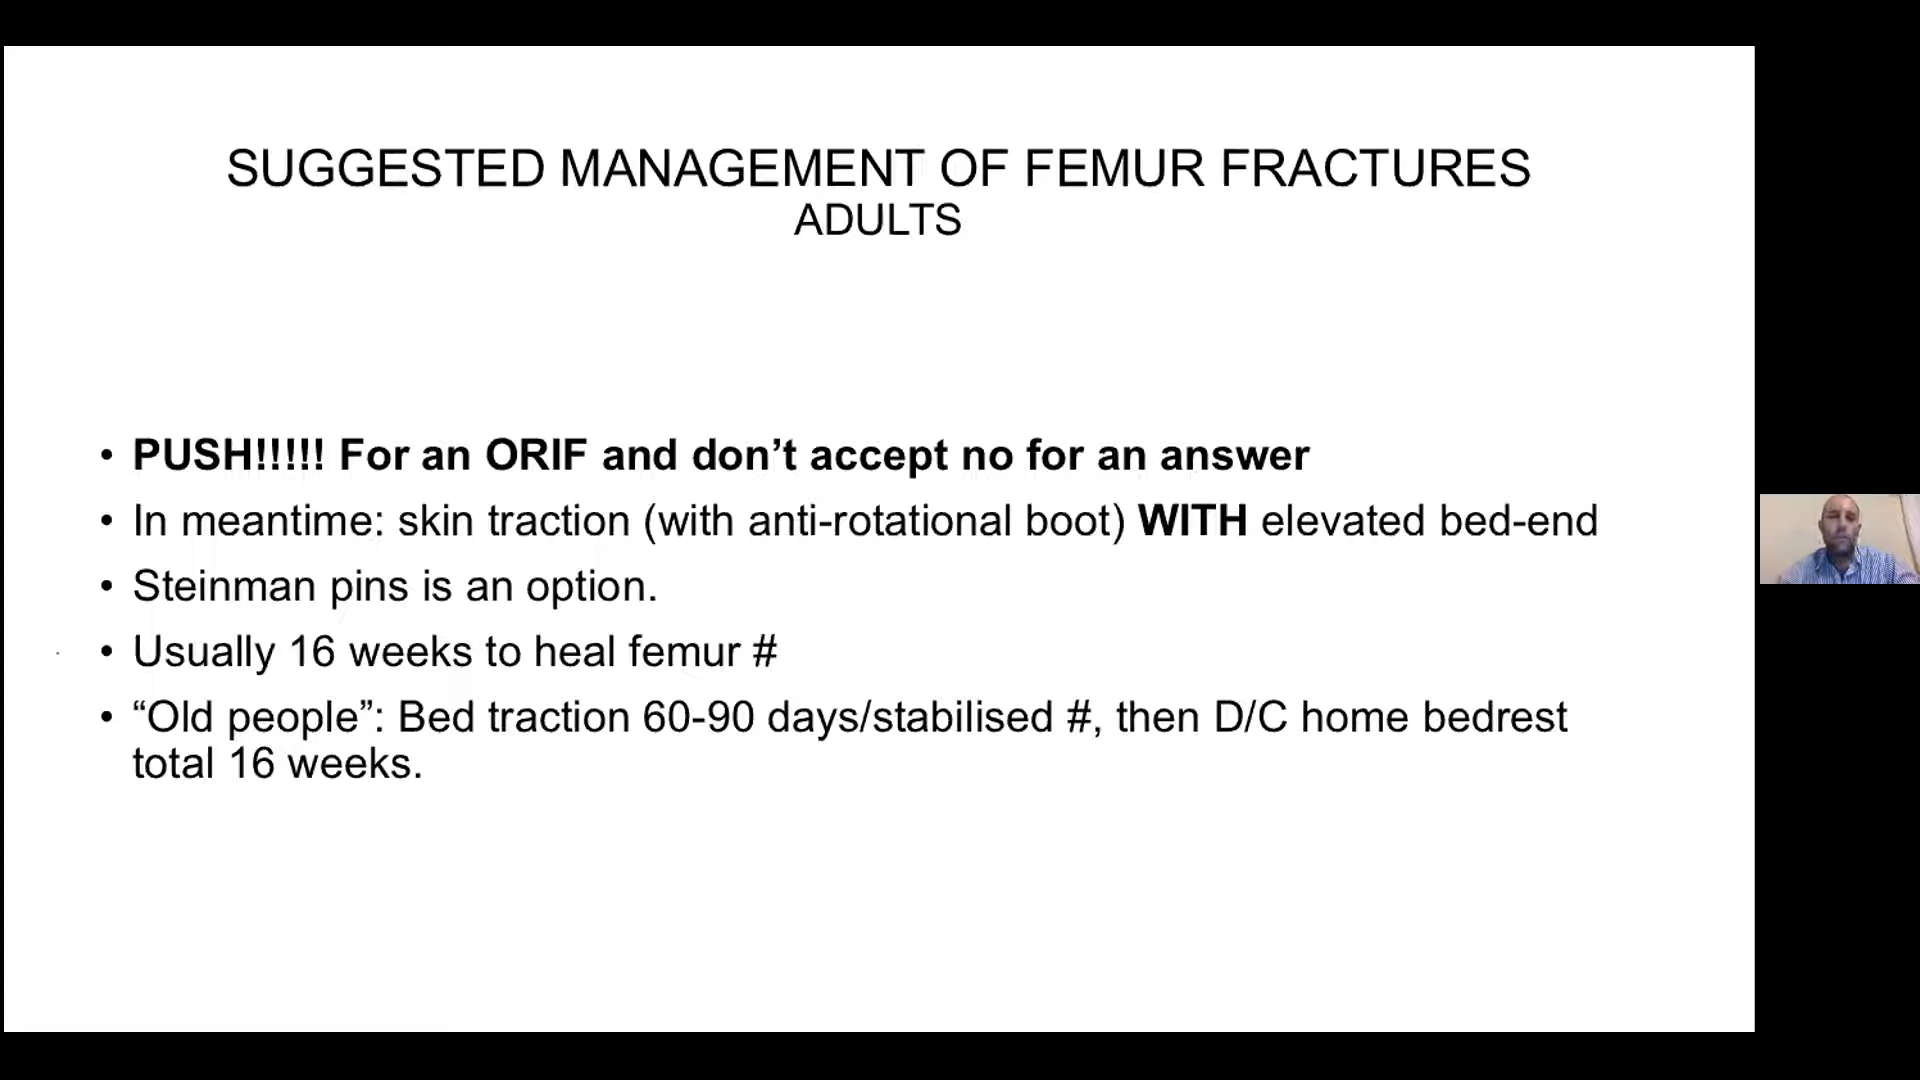 SUGGESTED MANAGEMENT OF FEMUR FRACTURES
ADULTS
• PUSH!!!!! For an ORIF and don’t accept no for an answer
• In meantime: skin traction (with anti-rotational boot) WITH elevated bed-end
• Steinman pins is an option.
• Usually 16 weeks to heal femur #
• “Old people”: Bed traction 60-90 days/stabilised #, then D/C home bedrest
total 16 weeks.